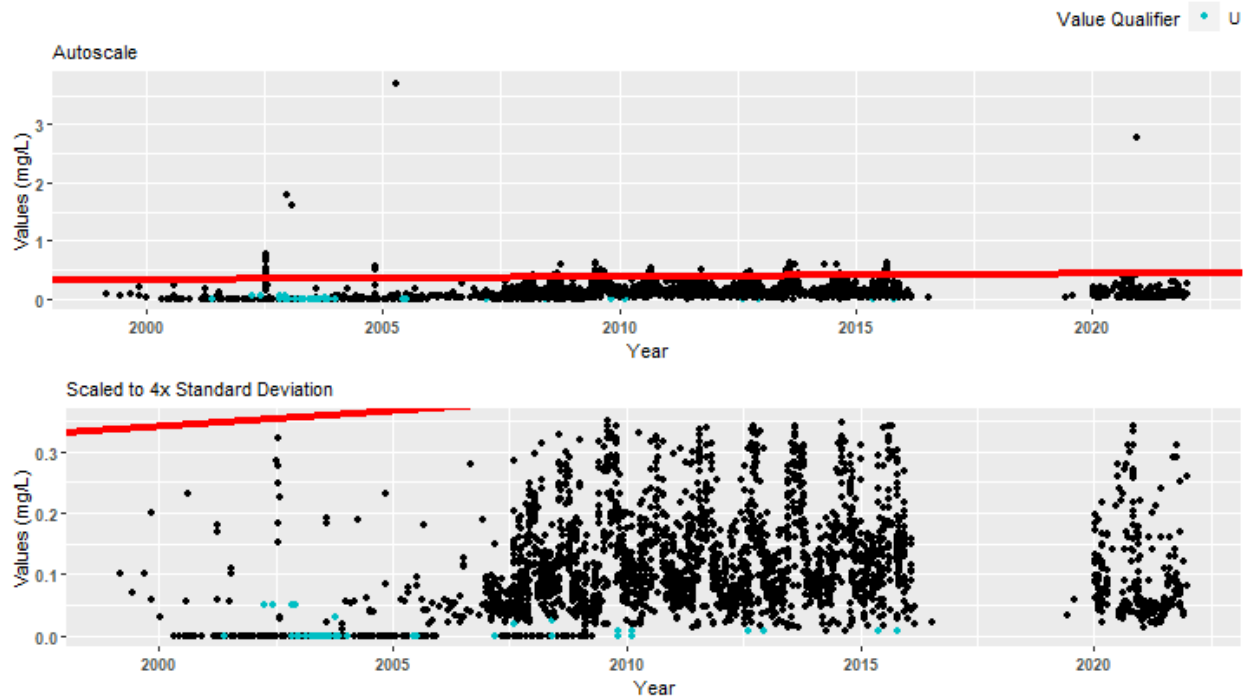 Value Qualifier U
Autoscale
Values (mg/L)
3
2
1
0
2000 2005 2010 2015 2020
Year
Scaled to 4x Standard Deviation
Values (mg/L)
0.3
0.2
0.1
0.0
2000 2005 2010 2015 2020
Year